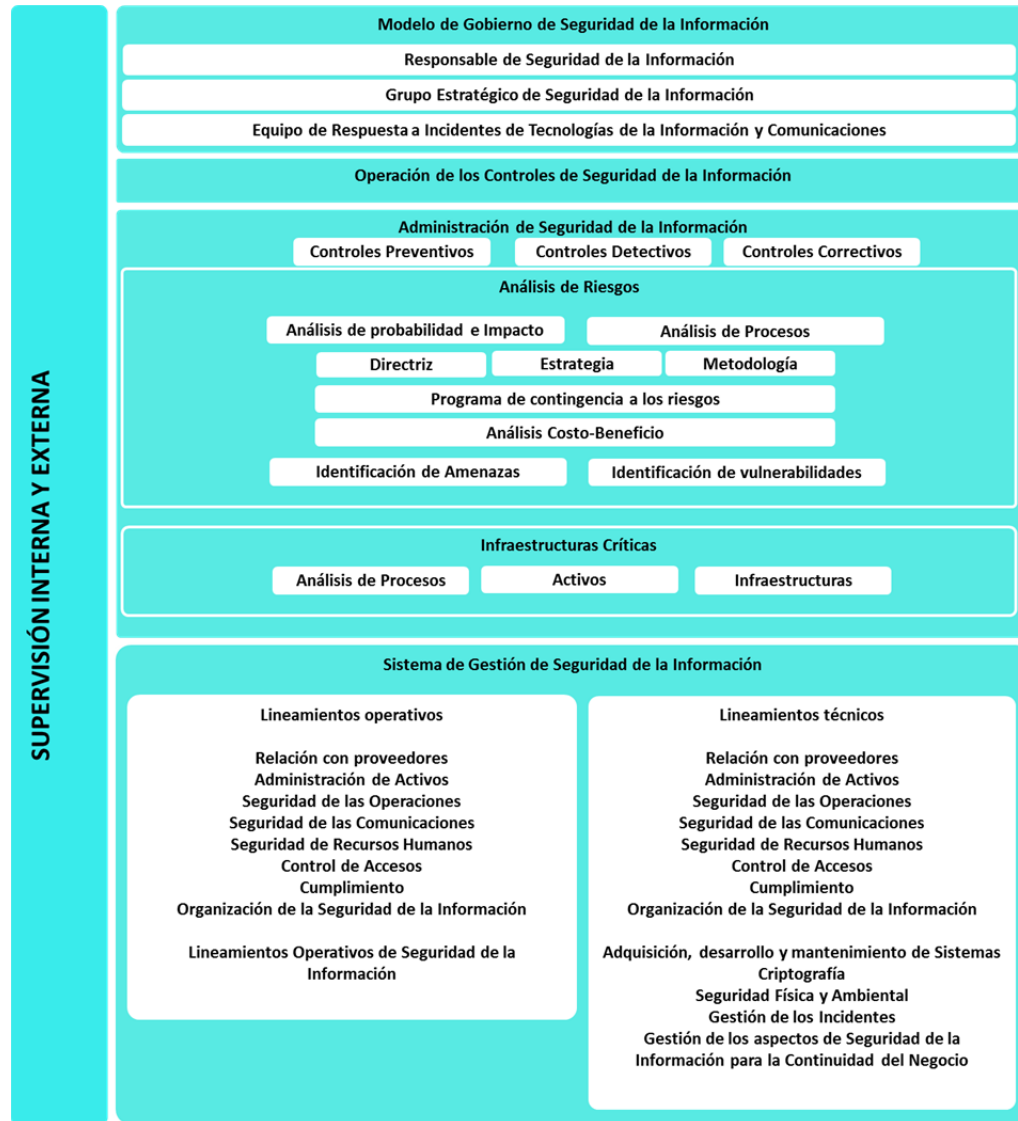 SUPERVISIÓN INTERNA Y EXTERNA
Modelo de Gobierno de Seguridad de la Información
Responsable de Seguridad de la Información
Grupo Estratégico de Seguridad de la Información
Equipo de Respuesta a Incidentes de Tecnologías de la Información y Comunicaciones
Operación de los Controles de Seguridad de la Información
Administración de Seguridad de la Información
Controles Preventivos
Controles Detectivos
Controles Correctivos
Análisis de Riesgos
Análisis de probabilidad e Impacto
Análisis de Procesos
Directriz
Estrategia
Metodología
Programa de contingencia a los riesgos
Análisis Costo-Beneficio
Identificación de Amenazas
Identificación de vulnerabilidades
Infraestructuras Críticas
Análisis de Procesos
Activos
Infraestructuras
Sistema de Gestión de Seguridad de la Información
Lineamientos operativos
Relación con proveedores
Administración de Activos
Seguridad de las Operaciones
Seguridad de las Comunicaciones
Seguridad de Recursos Humanos
Control de Accesos
Cumplimiento
Organización de la Seguridad de la Información
Lineamientos Operativos de Seguridad de la
Información
Lineamientos técnicos
Relación con proveedores
Administración de Activos
Seguridad de las Operaciones
Seguridad de las Comunicaciones
Seguridad de Recursos Humanos
Control de Accesos
Cumplimiento
Organización de la Seguridad de la Información
Adquisición, desarrollo y mantenimiento de Sistemas
Criptografía
Seguridad Física y Ambiental
Gestión de los Incidentes
Gestión de los aspectos de Seguridad de la
Información para la Continuidad del Negocio